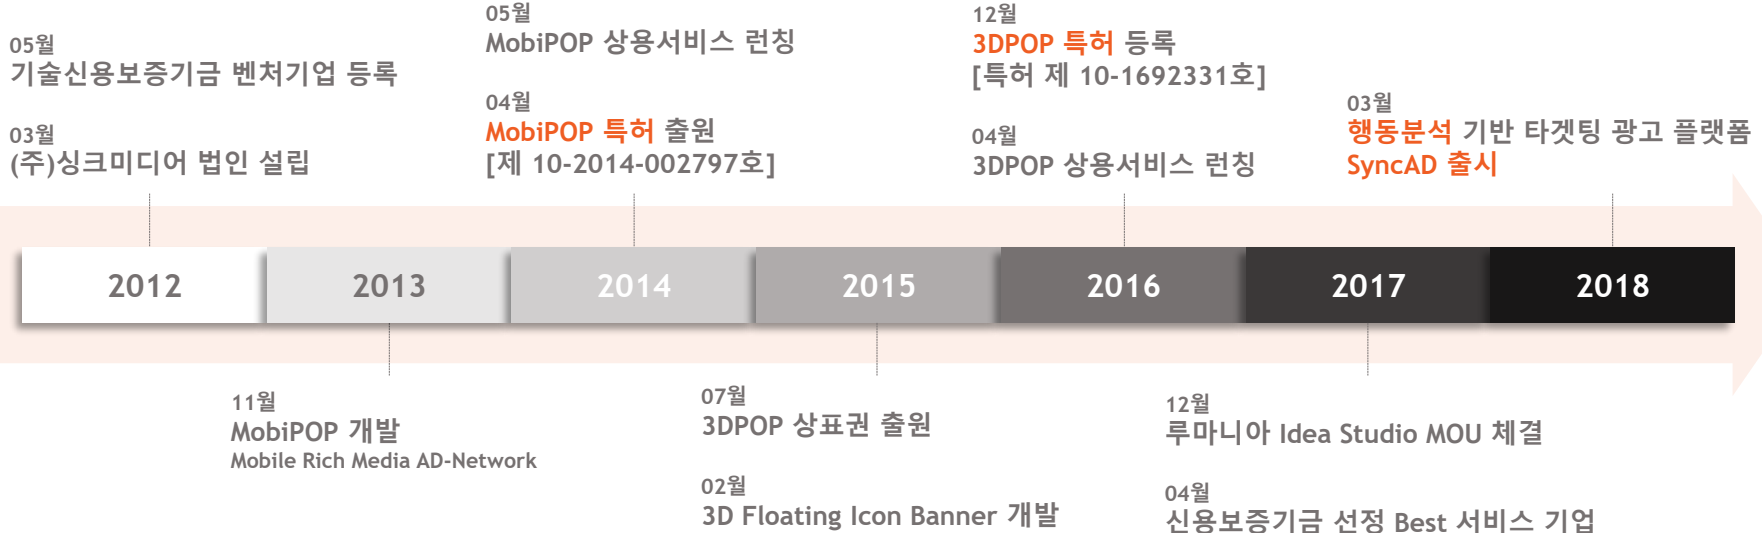 05월
기술신용보증기금 벤처기업 등록
03월
(주)싱크미디어 법인 설립
05월
MobiPOP 상용서비스 런칭
04월
MobiPOP 특허 출원
[제 10-2014-002797호]
12월
3DPOP 특허 등록
[특허 제 10-1692331호]
04월
3DPOP 상용서비스 런칭
03월
행동분석 기반 타겟팅 광고 플랫폼
SyncAD 출시
2012 2013 2014 2015 2016 2017 2018
11월
MobiPOP 개발
Mobile Rich Media AD-Network
07월
3DPOP 상표권 출원
02월
3D Floating Icon Banner 개발
12월
루마니아 Idea Studio MOU 체결
04월
신용보증기금 선정 Best 서비스 기업